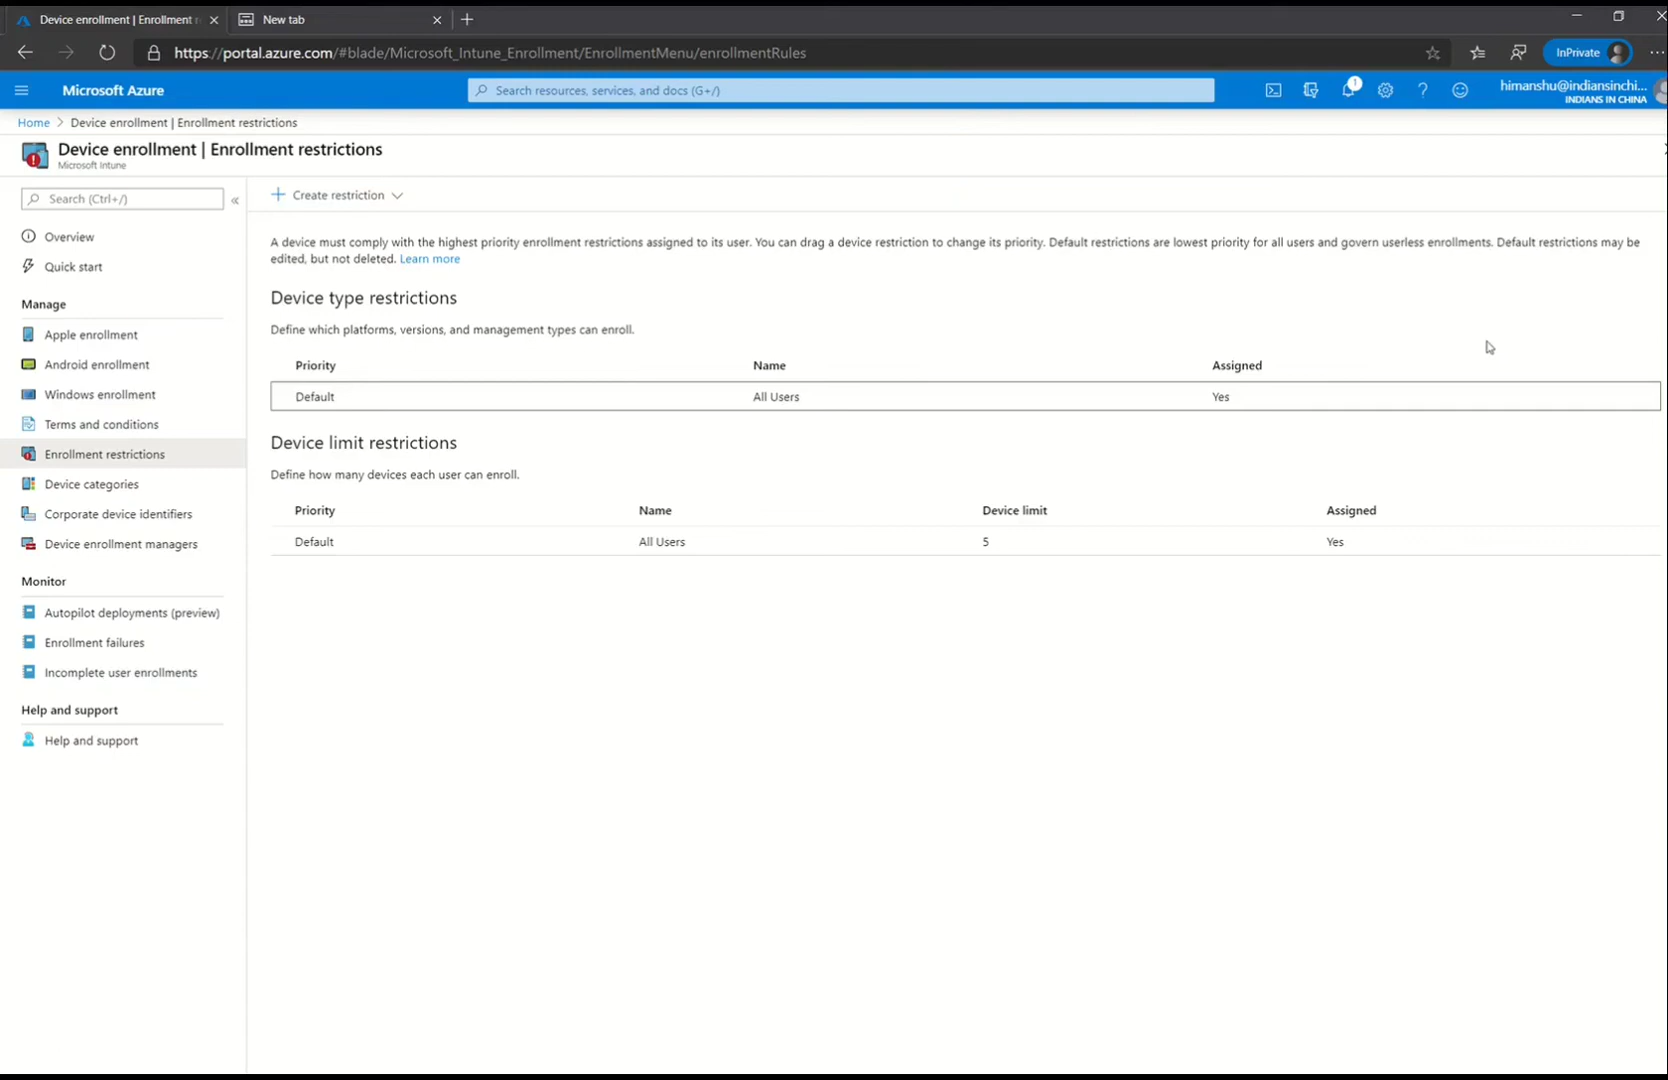 Device enrollment | Enrollment r
New tab
https://portal.azure.com/#blade/Microsoft_Intune_Enrollment/EnrollmentMenu/enrollmentRules
InPrivate
Microsoft Azure
Search resources, services, and docs (G+/)
1
himanshu@indiansinchi...
INDIANS IN CHINA
Home > Device enrollment | Enrollment restrictions
Device enrollment | Enrollment restrictions
Microsoft Intune
Search (Ctrl+/)
«
Overview
Quick start
Manage
Apple enrollment
Android enrollment
Windows enrollment
Terms and conditions
Enrollment restrictions
Device categories
Corporate device identifiers
Device enrollment managers
Monitor
Autopilot deployments (preview)
Enrollment failures
Incomplete user enrollments
Help and support
Help and support
Create restriction
A device must comply with the highest priority enrollment restrictions assigned to its user. You can drag a device restriction to change its priority. Default restrictions are lowest priority for all users and govern userless enrollments. Default restrictions may be
edited, but not deleted. Learn more
Device type restrictions
Define which platforms, versions, and management types can enroll.
Priority Name Assigned
Default All Users Yes
Device limit restrictions
Define how many devices each user can enroll.
Priority Name Device limit Assigned
Default All Users 5 Yes